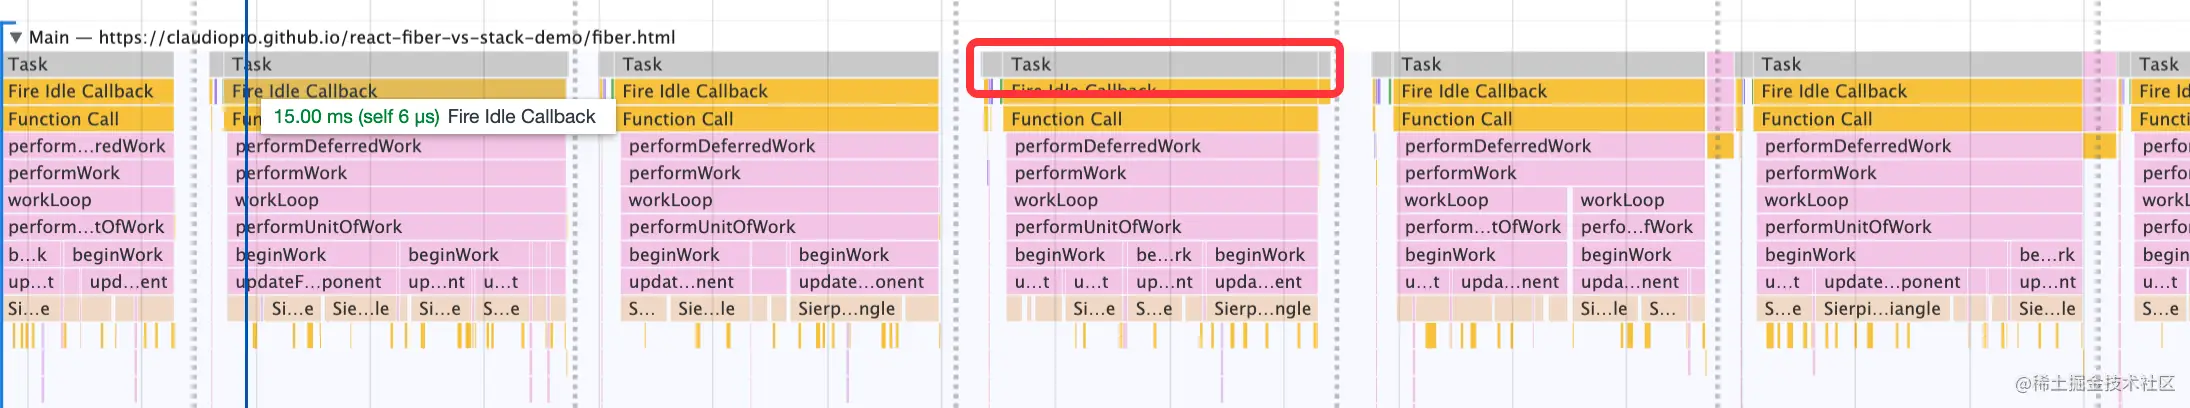 ▼ Main — https://claudiopro.github.io/react-fiber-vs-stack-demo/fiber.html
Task Task Task Task Task Task Task
Fire Idle Callback Fire Idle Callback Fire Idle Callback Fire Idle Callback Fire Idle Callback Fire Idle Callback Fire Id
Function Call Fun 15.00 ms (self 6 μs) Fire Idle Callback Function Call Function Call Function Call Function Call Funct
perform…redWork performDeferredWork performDeferredWork performDeferredWork performDeferredWork performDeferredWork perfo
performWork performWork performWork performWork performWork performWork perfo
workLoop workLoop workLoop workLoop workLoop workLoop workLoop workL
perform…tOfWork performUnitOfWork performUnitOfWork performUnitOfWork perform…tOfWork perfo…fWork performUnitOfWork perfo
b…k beginWork beginWork beginWork beginWork beginWork beginWork be…rk beginWork beginWork beginWork beginWork be…rk begin
up…t upd…ent updateF…ponent up…nt u…t updat…nent update…onent u…t u…t up…nt upda…ent u…t upda…nent upda…nent u…t update…ponent up…nt u…t
Si…e Si…e Sie…le Si…e S…e S… Sie…le Sierp…ngle Si…e S…e Sierp…ngle Si…le S… S…e Sierpi…iangle Sie…le S…e
@稀土掘金技术社区